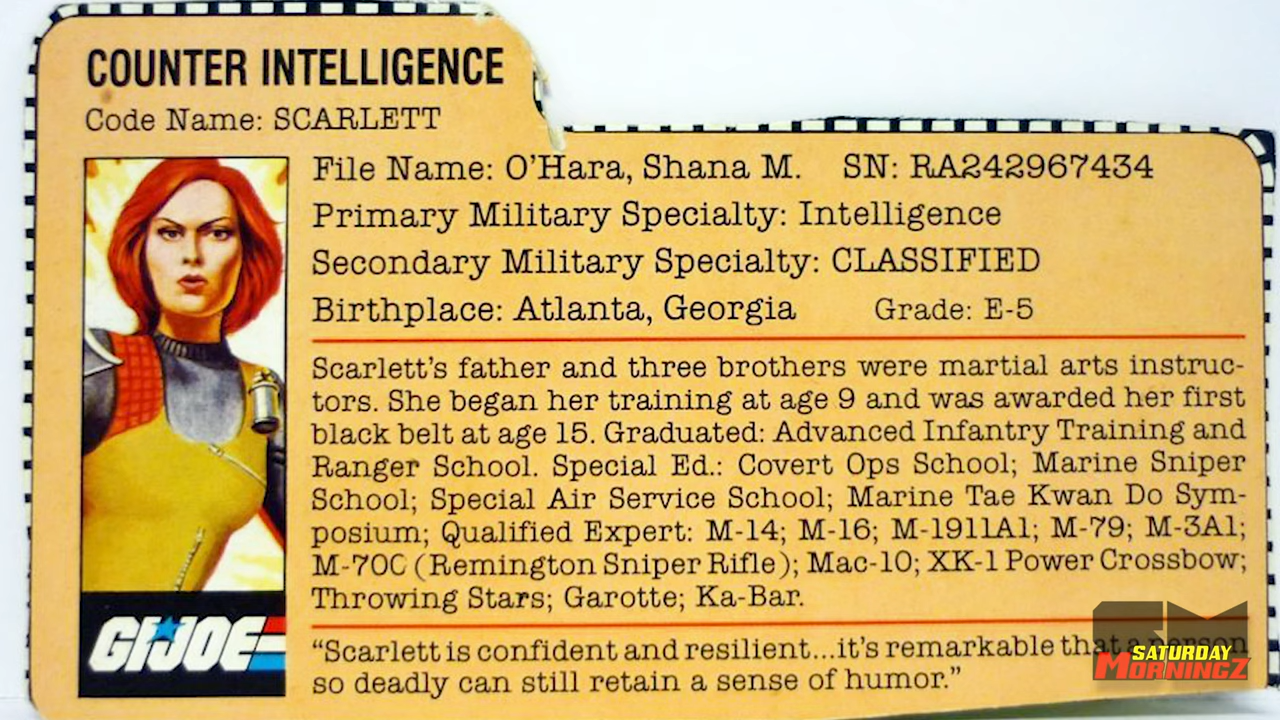 COUNTER INTELLIGENCE
Code Name: SCARLETT
File Name: O'Hara, Shana M. SN: RA242967434
Primary Military Specialty: Intelligence
Secondary Military Specialty: CLASSIFIED
Birthplace: Atlanta, Georgia Grade: E-5
Scarlett's father and three brothers were martial arts instruc-
tors. She began her training at age 9 and was awarded her first
black belt at age 15. Graduated: Advanced Infantry Training and
Ranger School. Special Ed.: Covert Ops School; Marine Sniper
School; Special Air Service School; Marine Tae Kwan Do Sym-
posium; Qualified Expert: M-14; M-16; M-1911A1; M-79; M-3A1;
M-700 (Remington Sniper Rifle); Mac-10; XK-1 Power Crossbow;
Throwing Stars; Garotte; Ka-Bar.
"Scarlett is confident and resilient...it's remarkable that a person
so deadly can still retain a sense of humor."
GI JOE
SM
SATURDAY
MORNINGZ